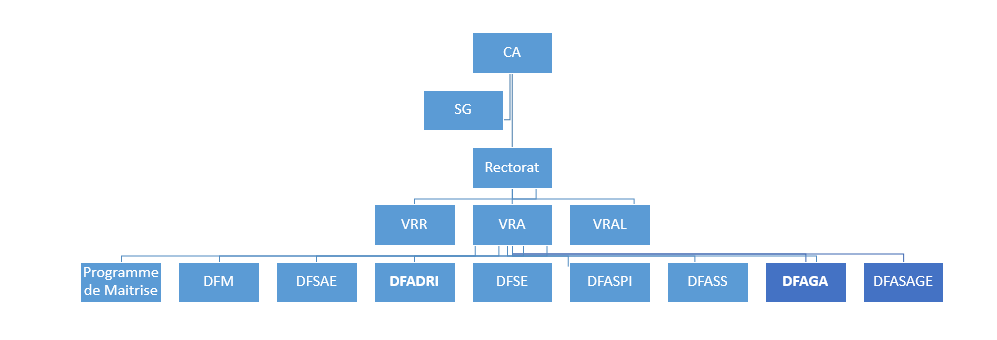 CA
SG
Rectorat
VRR
VRA
VRAL
Programme
de Maitrise
DFM
DFSAE
DFADRI
DFSE
DFASPI
DFASS
DFAGA
DFASAGE